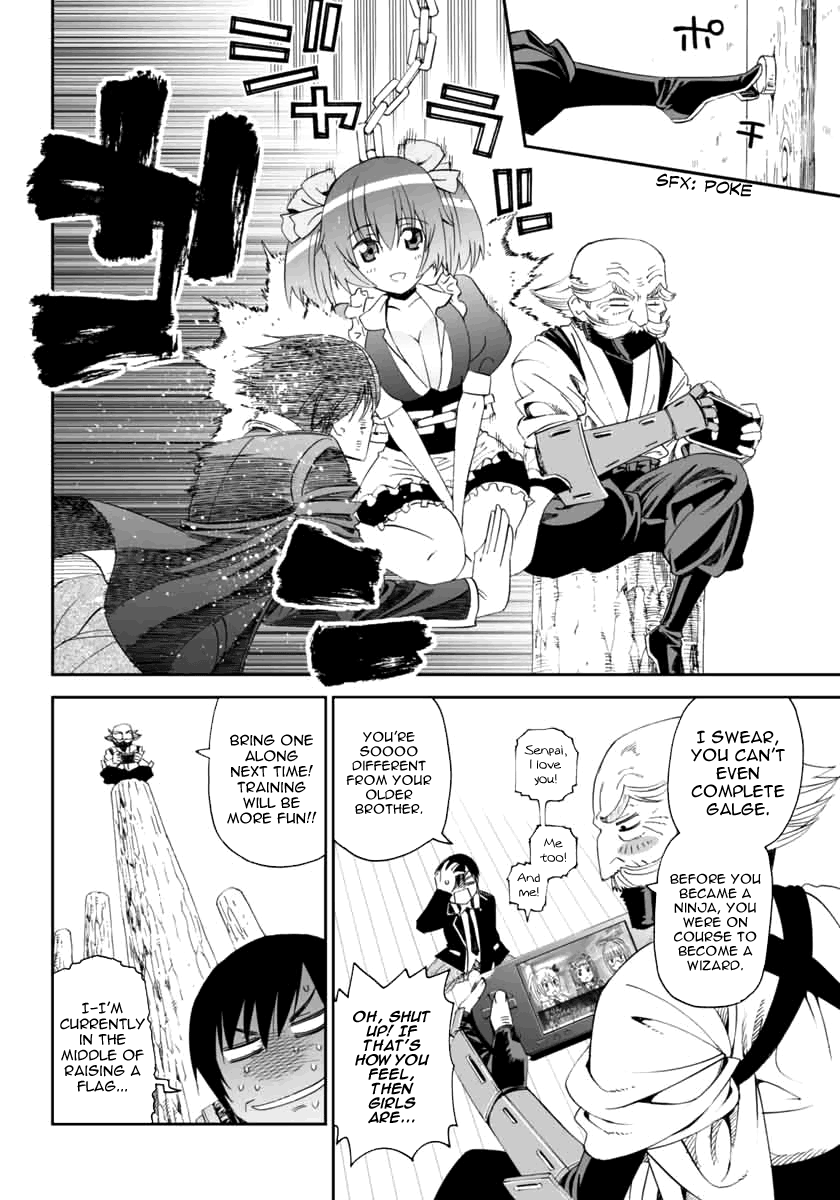 ポ
キ
SFX: POKE
ジャラ
I SWEAR,
YOU CAN'T
EVEN
COMPLETE
GALGE.
BEFORE YOU
BECAME A
NINJA, YOU
WERE ON
COURSE TO
BECOME A
WIZARD.
Senpai,
I love
you!
Me
too!
And
me!
YOU'RE
SOOOO
DIFFERENT
FROM YOUR
OLDER
BROTHER.
OH, SHUT
UP! IF
THAT'S
HOW YOU
FEEL,
THEN
GIRLS
ARE...
BRING ONE
ALONG
NEXT TIME!
TRAINING
WILL BE
MORE FUN!!
I-I'M
CURRENTLY
IN THE
MIDDLE OF
RAISING A
FLAG...